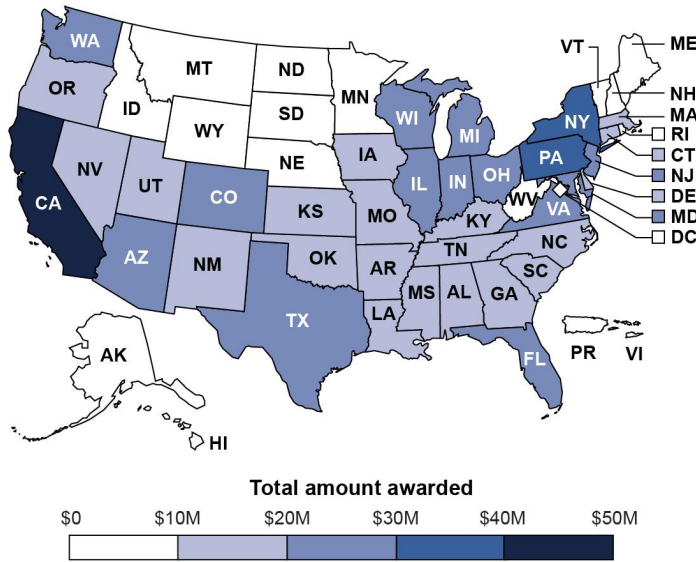 WA
MT
ND
MN
VT
ME
OR
ID
SD
WI
MI
NY
NH
MA
RI
WY
NE
IA
PA
CT
NJ
NV
UT
CO
IL
IN
OH
WV
VA
DE
MD
DC
CA
KS
MO
KY
AZ
NM
OK
AR
TN
NC
SC
MS
AL
GA
LA
TX
FL
AK
HI
PR
VI
Total amount awarded
$0 $10M $20M $30M $40M $50M